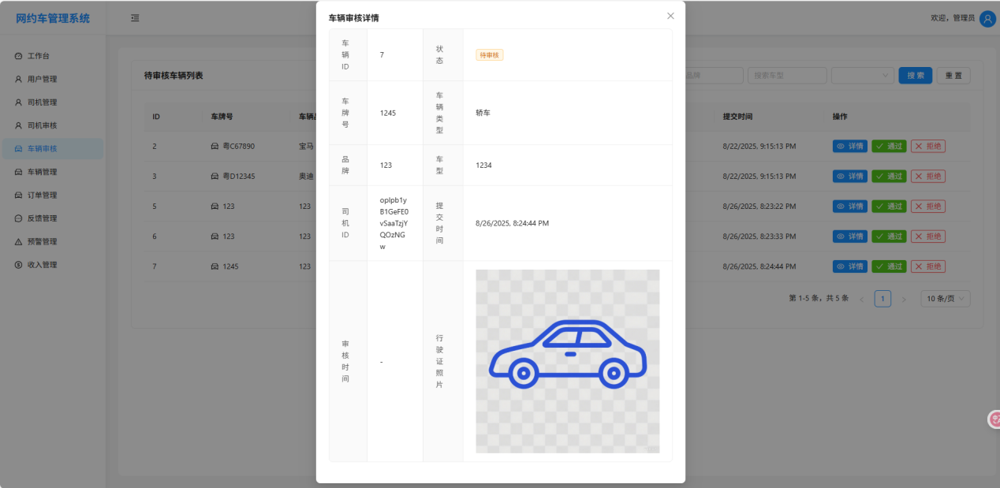 网约车管理系统
欢迎，管理员
工作台
用户管理
司机管理
司机审核
车辆审核
车辆管理
订单管理
反馈管理
预警管理
收入管理
待审核车辆列表
品牌
搜索车型
搜 索
重 置
ID
车牌号
车辆品
提交时间
操作
2
粤C67890
宝马
8/22/2025, 9:15:13 PM
详情
通过
拒绝
3
粤D12345
奥迪
8/22/2025, 9:15:13 PM
详情
通过
拒绝
5
123
123
8/26/2025, 8:23:22 PM
详情
通过
拒绝
6
123
123
8/26/2025, 8:23:33 PM
详情
通过
拒绝
7
1245
123
8/26/2025, 8:24:44 PM
详情
通过
拒绝
第 1-5 条，共 5 条
1
10 条/页
车辆审核详情
车
辆
ID
7
状
态
待审核
车
牌
号
1245
车
辆
类
型
轿车
品
牌
123
车
型
1234
司
机
ID
opIpb1y
B1GeFE0
vSaaTzjY
QOzNG
w
提
交
时
间
8/26/2025, 8:24:44 PM
审
核
时
间
-
行
驶
证
照
片